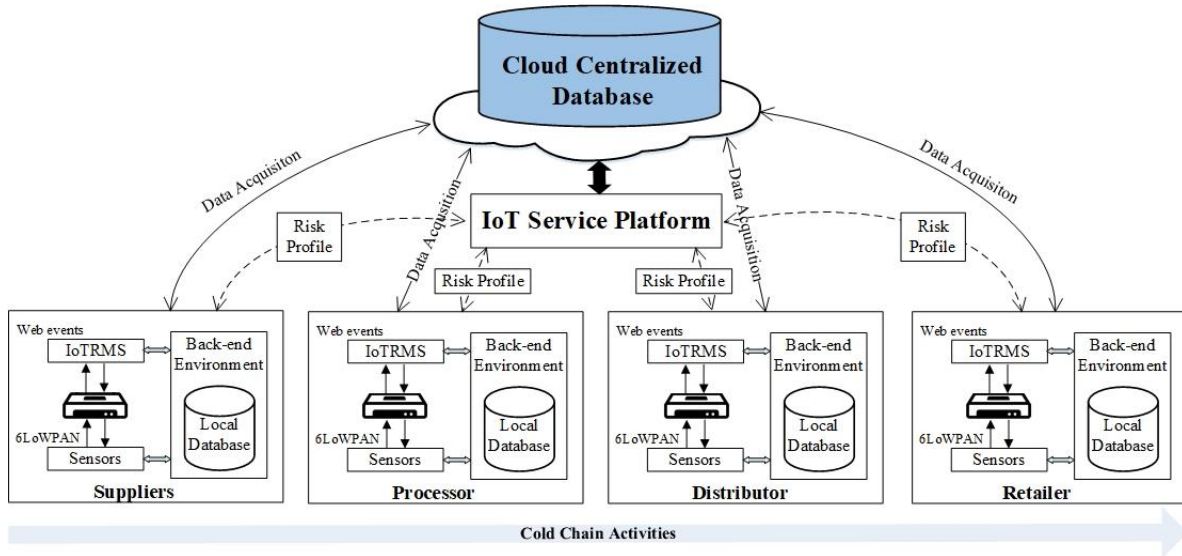 Cloud Centralized
Database
Data Acquisiton
Data Acquisition
Data Acquisition
Data Acquisiton
IoT Service Platform
Risk
Profile
Risk Profile
Risk Profile
Risk
Profile
Web events
IoTRMS
Back-end
Environment
6LoWPAN
Local
Database
Sensors
Suppliers
Web events
IoTRMS
Back-end
Environment
6LoWPAN
Local
Database
Sensors
Processor
Web events
IoTRMS
Back-end
Environment
6LoWPAN
Local
Database
Sensors
Distributor
Web events
IoTRMS
Back-end
Environment
6LoWPAN
Local
Database
Sensors
Retailer
Cold Chain Activities